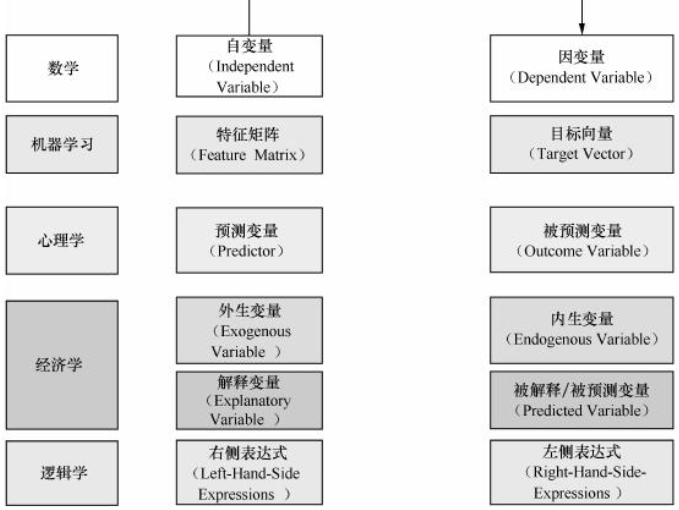 数学
自变量
（Independent
Variable）
因变量
（Dependent Variable）
机器学习
特征矩阵
（Feature Matrix）
目标向量
（Target Vector）
心理学
预测变量
（Predictor）
被预测变量
（Outcome Variable）
经济学
外生变量
（Exogenous
Variable ）
内生变量
（Endogenous Variable）
解释变量
（Explanatory
Variable ）
被解释/被预测变量
（Predicted Variable）
逻辑学
右侧表达式
（Left-Hand-Side
Expressions ）
左侧表达式
（Right-Hand-Side-
Expressions ）